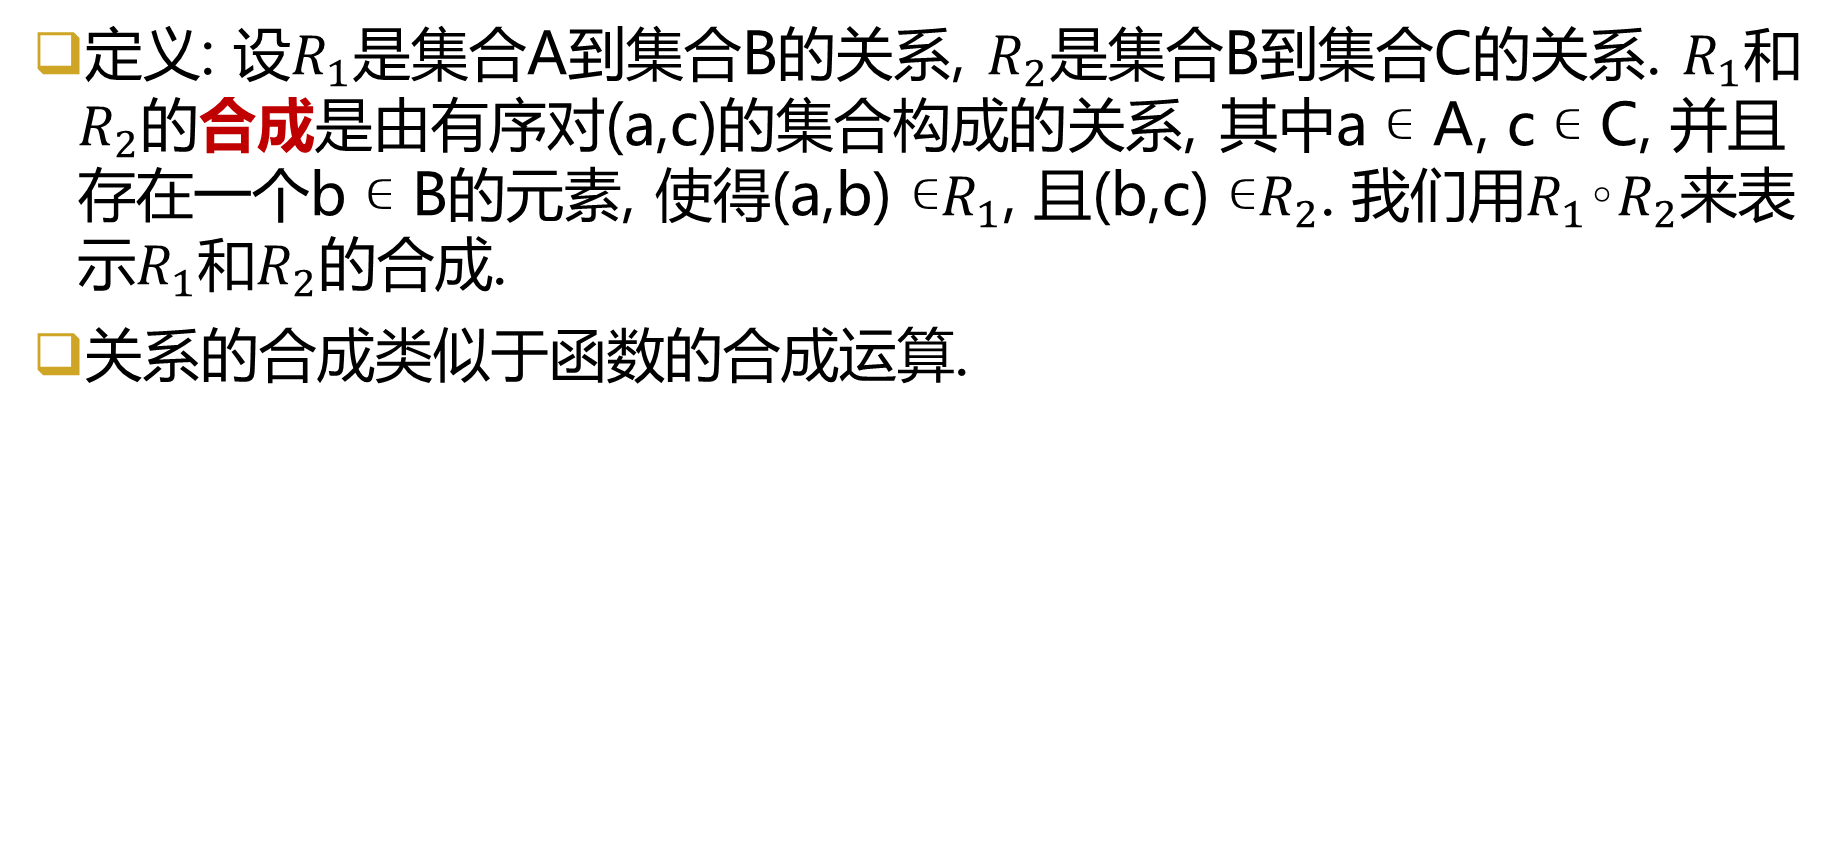 ❑定义: 设R₁是集合A到集合B的关系, R₂是集合B到集合C的关系. R₁和
R₂的合成是由有序对(a,c)的集合构成的关系, 其中a ∈ A, c ∈ C, 并且
存在一个b ∈ B的元素, 使得(a,b) ∈R₁, 且(b,c) ∈R₂. 我们用R₁∘R₂来表
示R₁和R₂的合成.
❑关系的合成类似于函数的合成运算.